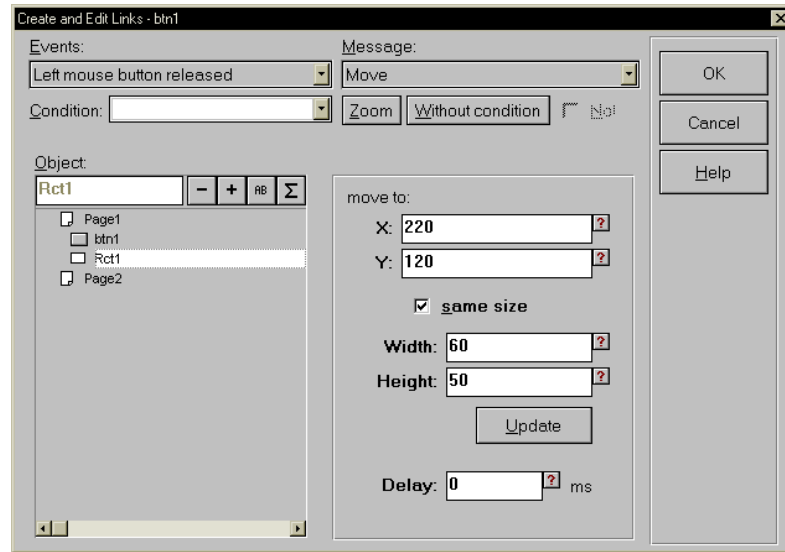 Create and Edit Links - btn1
Events:
Message:
Left mouse button released
Move
OK
Condition:
Zoom
Without condition
Not
Cancel
Object:
Help
Rct1
AB
Σ
move to:
Page1
X: 220 ?
btn1
Rct1
Y: 120 ?
Page2
same size
Width: 60 ?
Height: 50 ?
Update
Delay: 0 ? ms